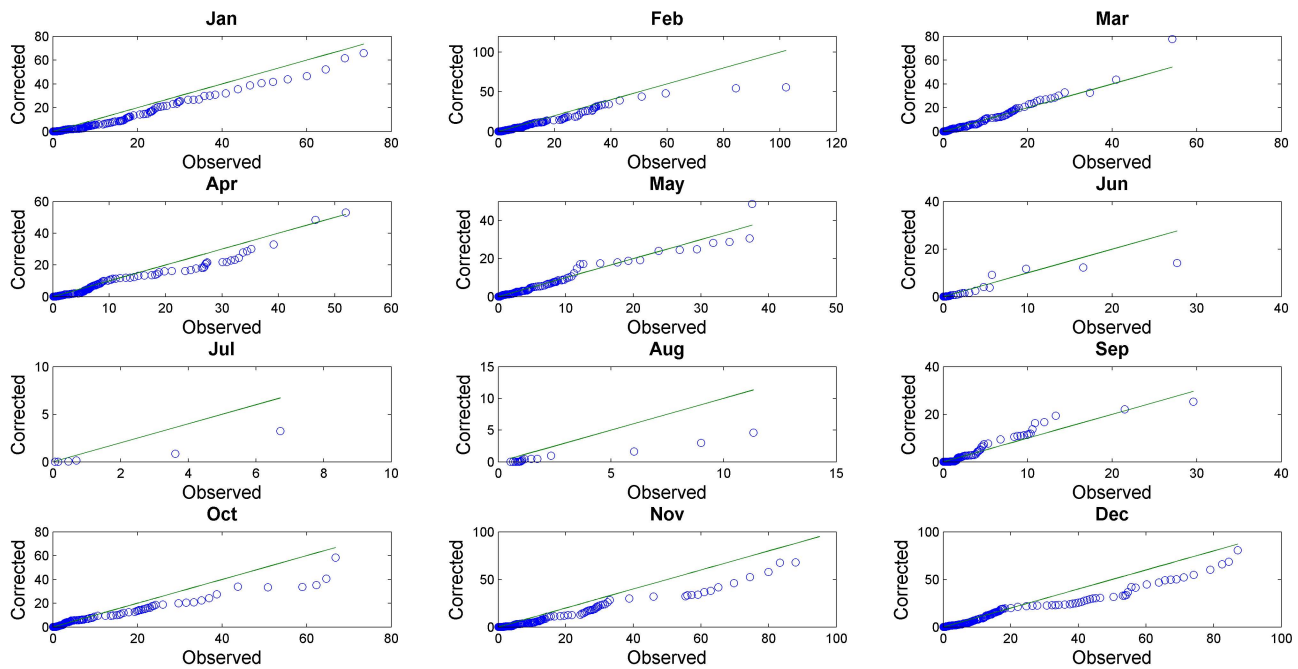 Jan
Corrected
80
60
40
20
0
0 20 40 60 80
Observed
Feb
Corrected
100
50
0
0 20 40 60 80 100 120
Observed
Mar
Corrected
80
60
40
20
0
0 20 40 60 80
Observed
Apr
Corrected
60
40
20
0
0 10 20 30 40 50 60
Observed
May
Corrected
40
20
0
0 10 20 30 40 50
Observed
Jun
Corrected
40
20
0
0 10 20 30 40
Observed
Jul
Corrected
10
5
0
0 2 4 6 8 10
Observed
Aug
Corrected
15
10
5
0
0 5 10 15
Observed
Sep
Corrected
40
20
0
0 10 20 30 40
Observed
Oct
Corrected
80
60
40
20
0
0 20 40 60 80
Observed
Nov
Corrected
100
50
0
0 20 40 60 80 100
Observed
Dec
Corrected
100
50
0
0 20 40 60 80 100
Observed